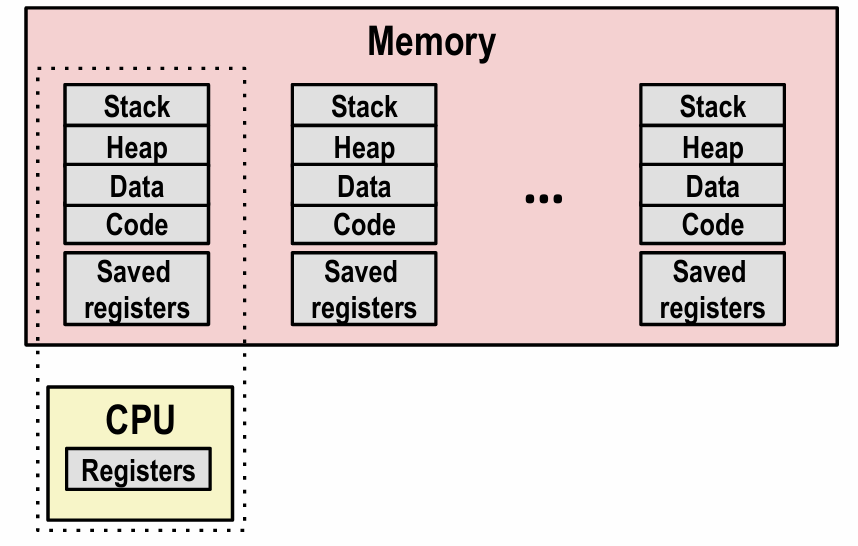 Memory
Stack
Heap
Data
Code
Saved
registers
Stack
Heap
Data
Code
Saved
registers
...
Stack
Heap
Data
Code
Saved
registers
CPU
Registers